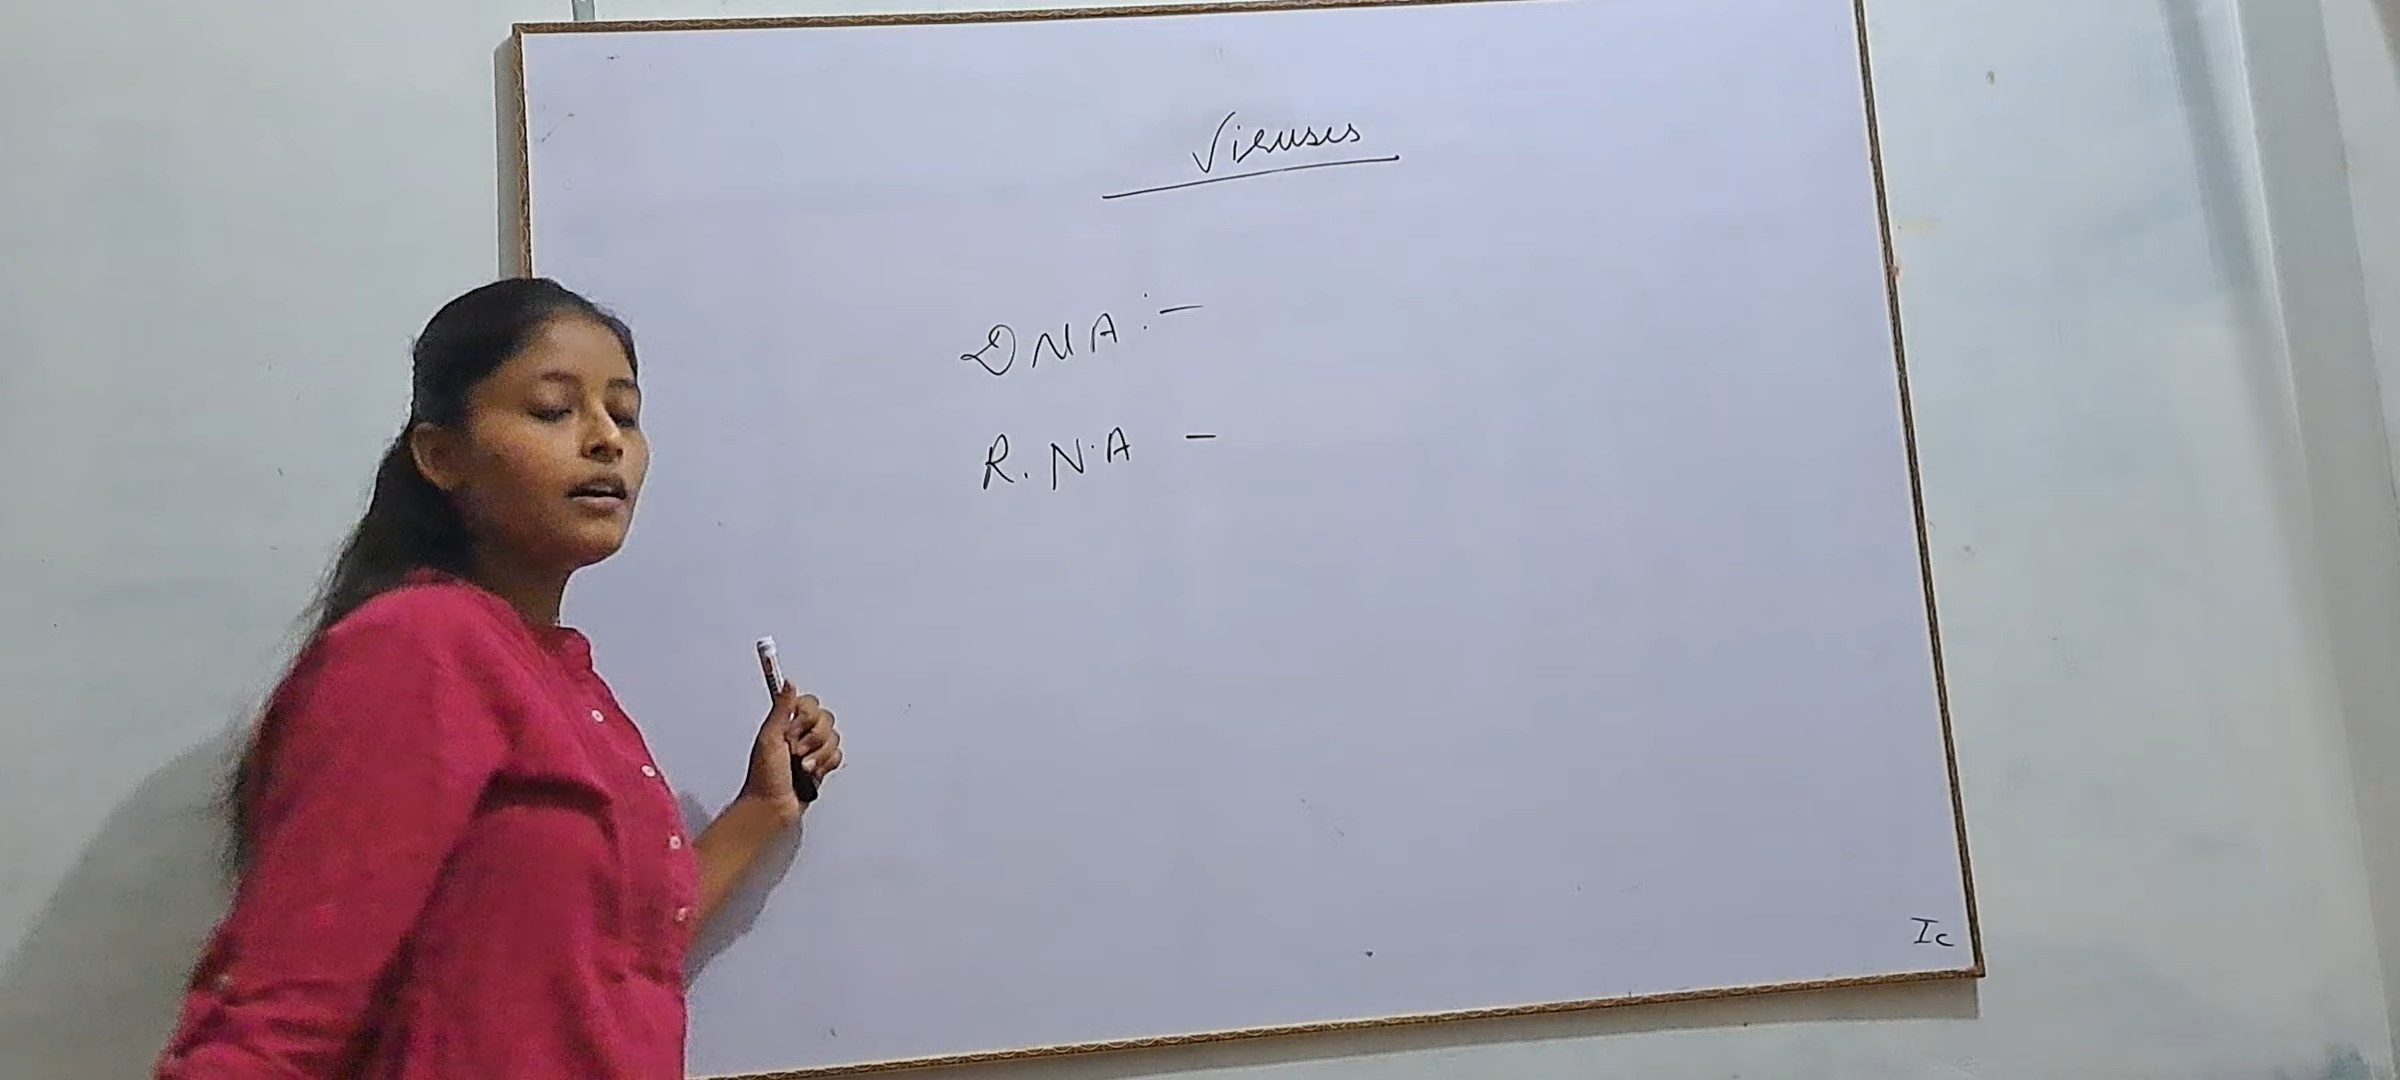 Viruses
DNA :-
R.N.A -
Ic